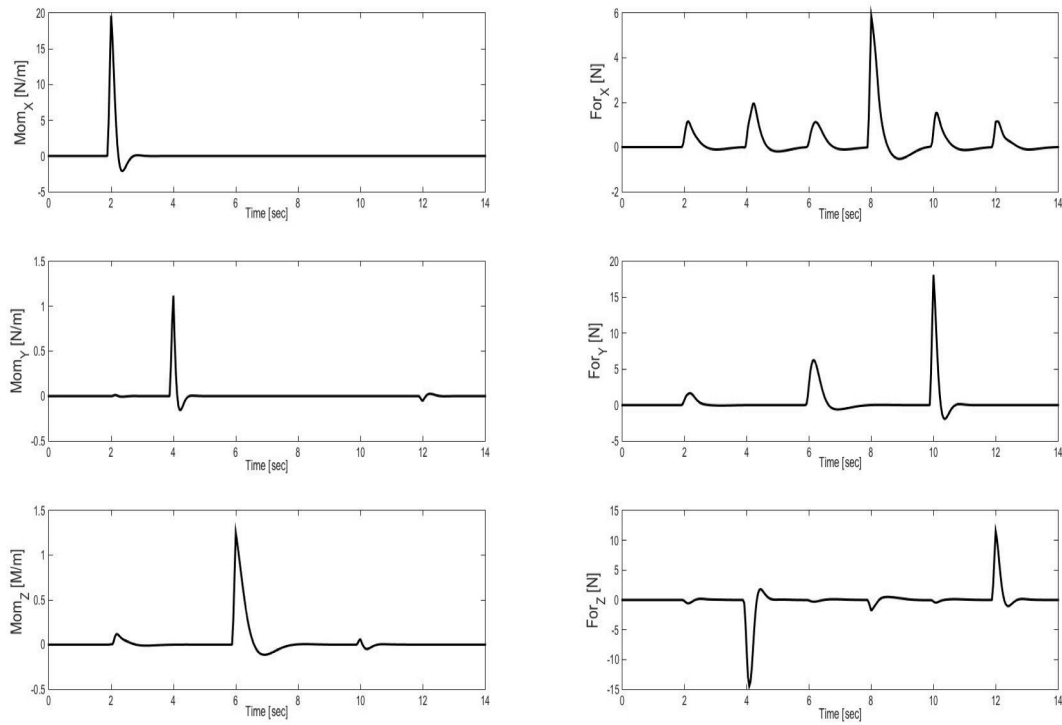 20
15
10
5
0
-5
Mom_X [N/m]
0 2 4 6 8 10 12 14
Time [sec]
6
4
2
0
-2
For_X [N]
0 2 4 6 8 10 12 14
Time [sec]
1.5
1
0.5
0
-0.5
Mom_Y [N/m]
0 2 4 6 8 10 12 14
Time [sec]
20
15
10
5
0
-5
For_Y [N]
0 2 4 6 8 10 12 14
Time [sec]
1.5
1
0.5
0
-0.5
Mom_Z [M/m]
0 2 4 6 8 10 12 14
Time [sec]
15
10
5
0
-5
-10
-15
For_Z [N]
0 2 4 6 8 10 12 14
Time [sec]